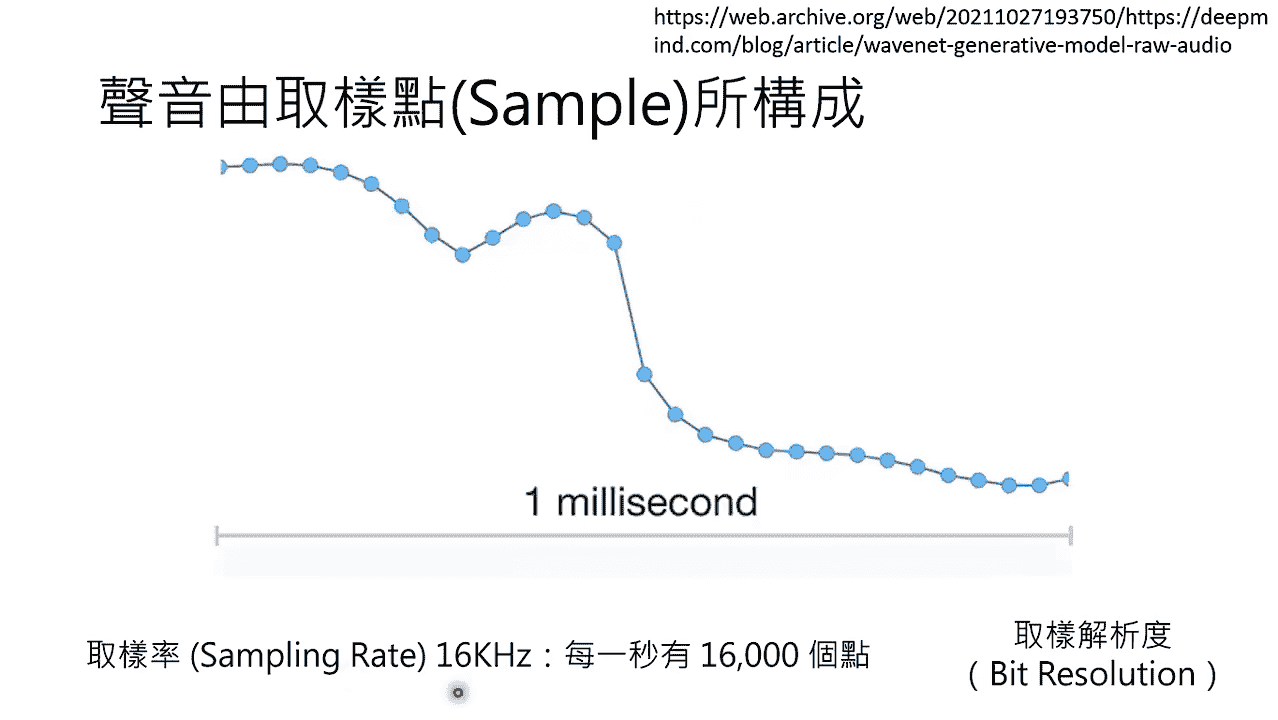 https://web.archive.org/web/20211027193750/https://deepm
ind.com/blog/article/wavenet-generative-model-raw-audio
聲音由取樣點(Sample)所構成
1 millisecond
取樣率 (Sampling Rate) 16KHz：每一秒有 16,000 個點
取樣解析度
( Bit Resolution )